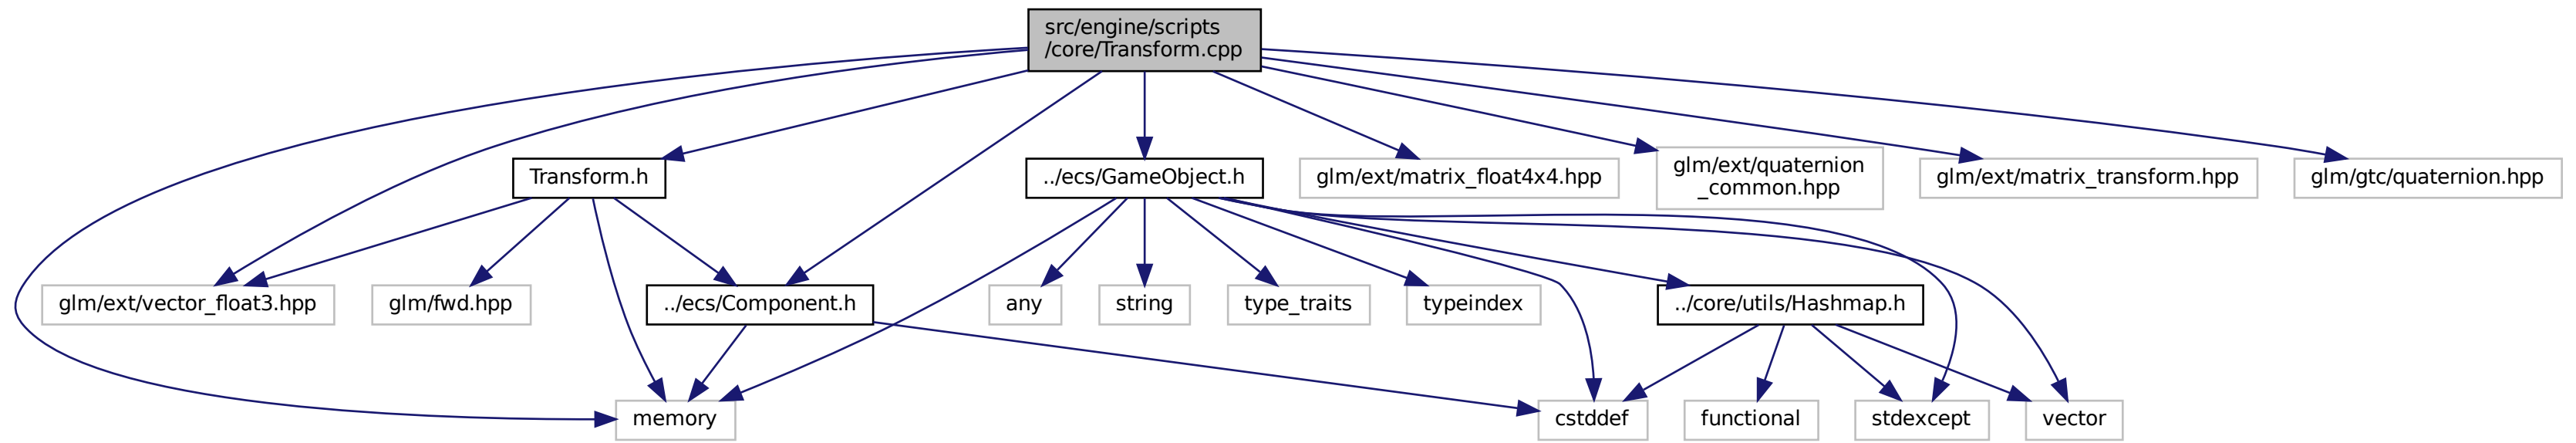 src/engine/scripts
/core/Transform.cpp
Transform.h
../ecs/GameObject.h
glm/ext/matrix_float4x4.hpp
glm/ext/quaternion
_common.hpp
glm/ext/matrix_transform.hpp
glm/gtc/quaternion.hpp
glm/ext/vector_float3.hpp
glm/fwd.hpp
../ecs/Component.h
any
string
type_traits
typeindex
../core/utils/Hashmap.h
memory
cstddef
functional
stdexcept
vector